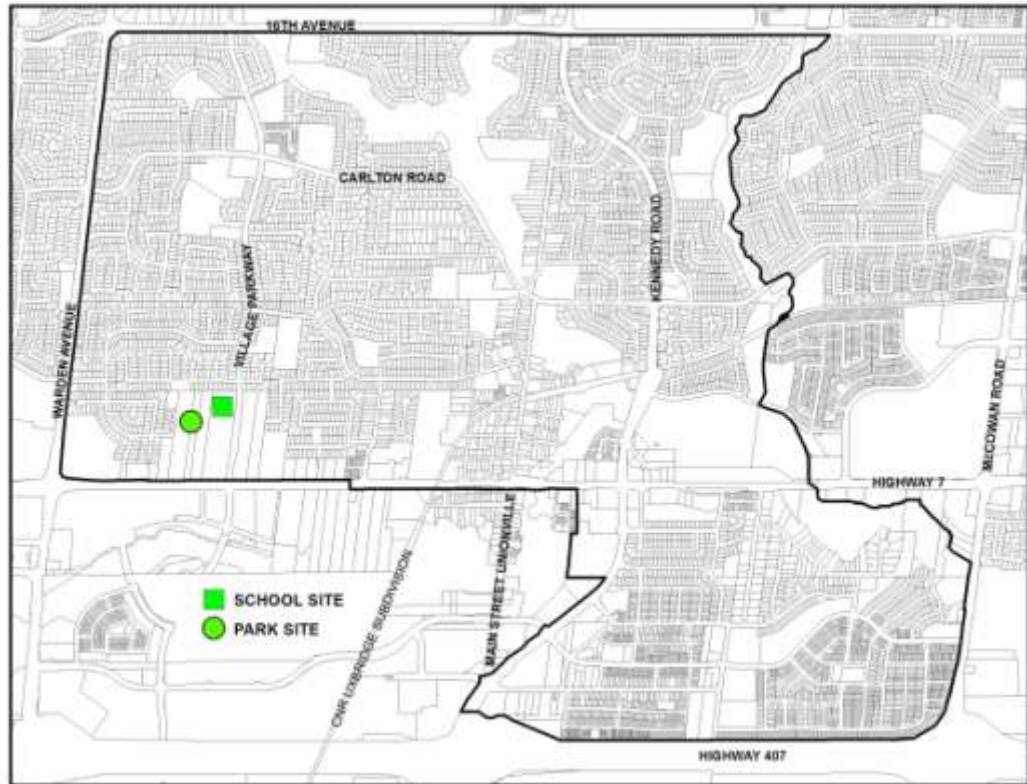 16TH AVENUE
CARLTON ROAD
KENNEDY ROAD
VILLAGE PARKWAY
WARDEN AVENUE
McCOWAN ROAD
HIGHWAY 7
MAIN STREET UNIONVILLE
CNR UXBRIDGE SUBDIVISION
SCHOOL SITE
PARK SITE
HIGHWAY 407